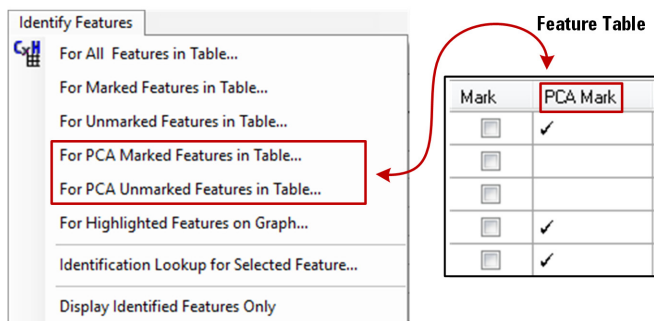 Identify Features
CxH
For All Features in Table...
For Marked Features in Table...
For Unmarked Features in Table...
For PCA Marked Features in Table...
For PCA Unmarked Features in Table...
For Highlighted Features on Graph...
Identification Lookup for Selected Feature...
Display Identified Features Only
Feature Table
Mark PCA Mark